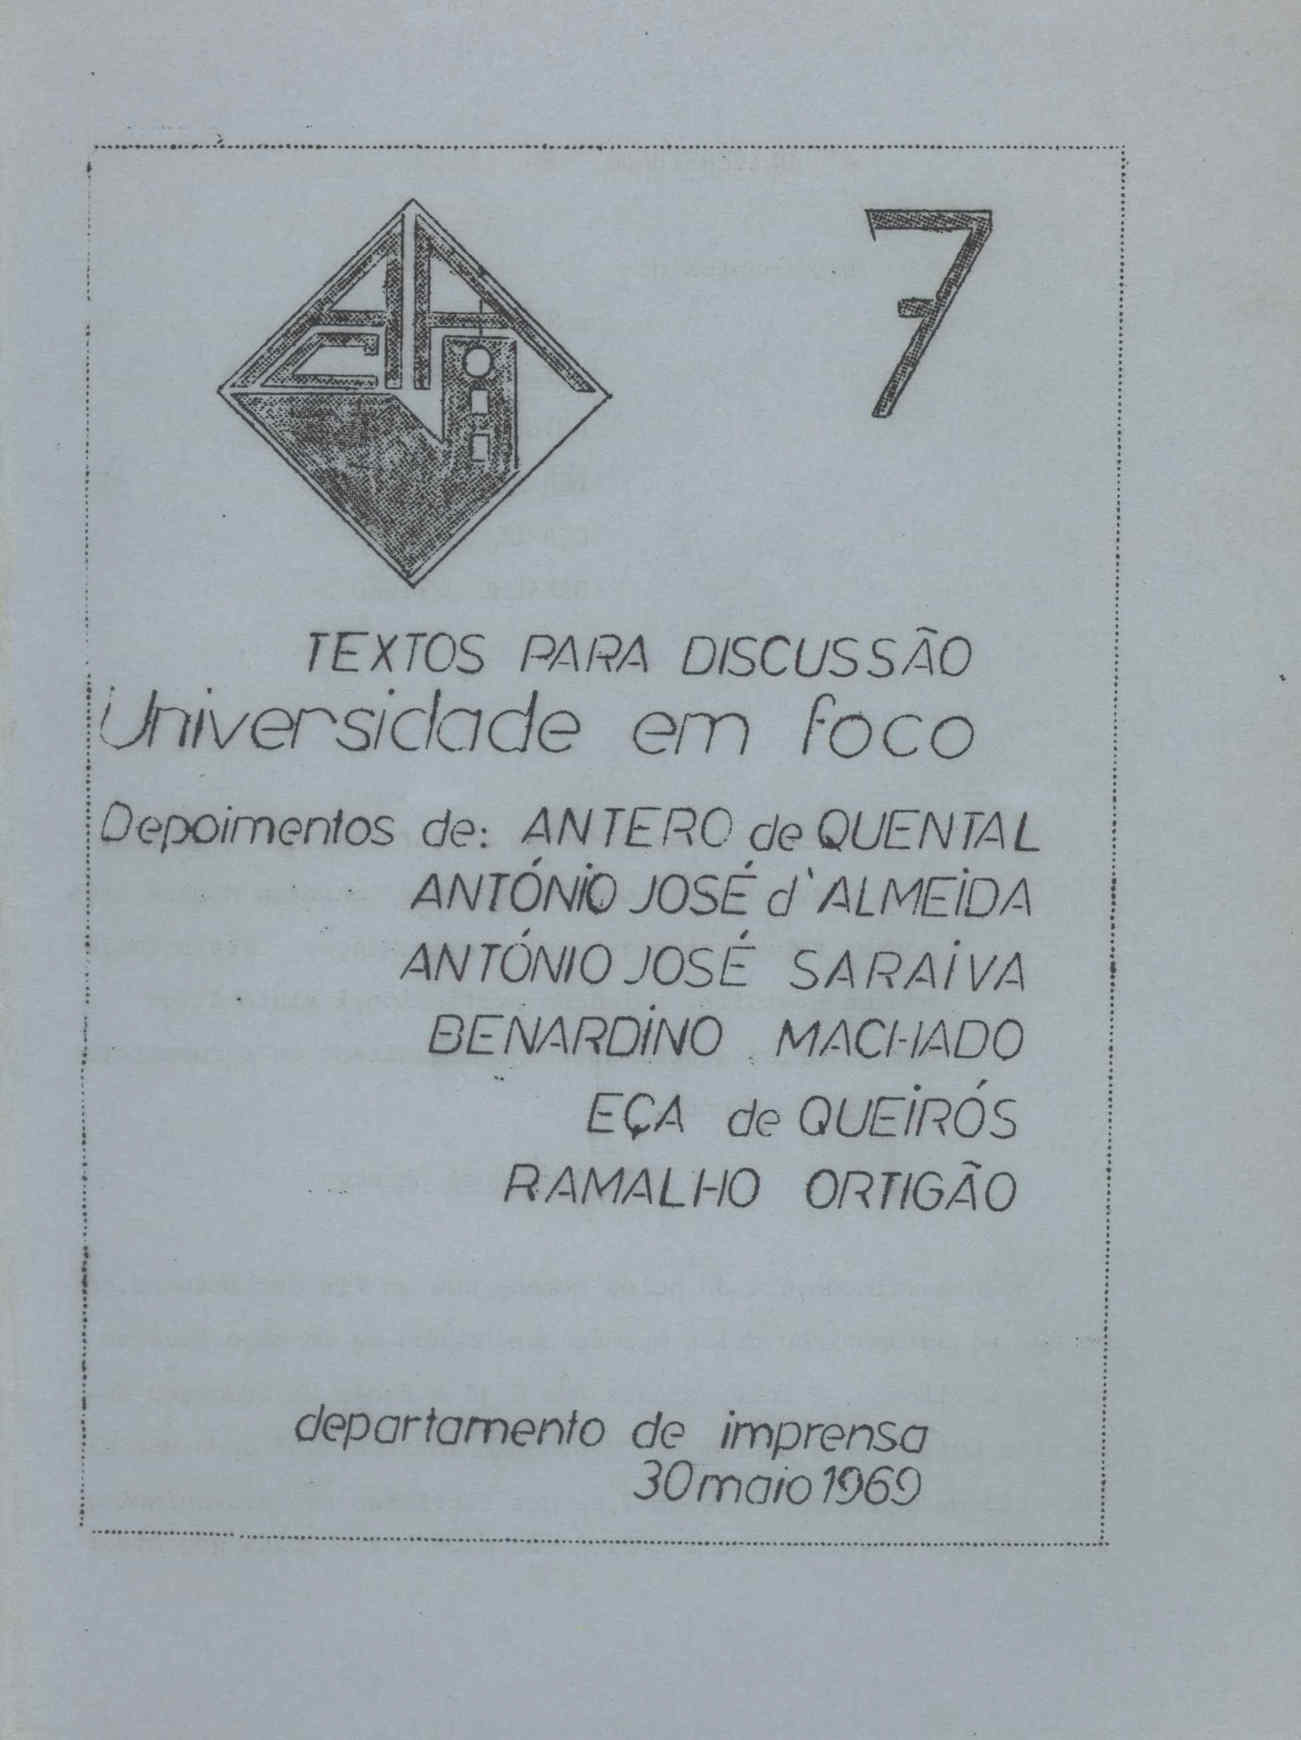 7
AAC
TEXTOS PARA DISCUSSÃO
Universidade em foco
Depoimentos de: ANTERO de QUENTAL
ANTÓNIO JOSÉ d'ALMEIDA
ANTÓNIO JOSÉ SARAIVA
BENARDINO MACHADO
EÇA de QUEIRÓS
RAMALHO ORTIGÃO
departamento de imprensa
30 maio 1969